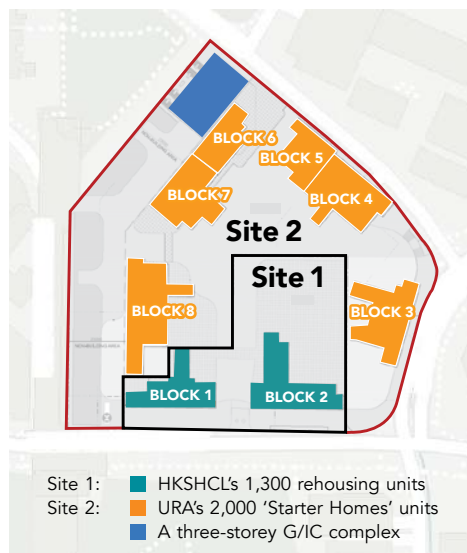 BLOCK 6
BLOCK 5
BLOCK 7
BLOCK 4
Site 2
Site 1
BLOCK 3
BLOCK 8
BLOCK 1
BLOCK 2
Site 1: HKSHCL's 1,300 rehousing units
Site 2: URA's 2,000 'Starter Homes' units
A three-storey G/IC complex